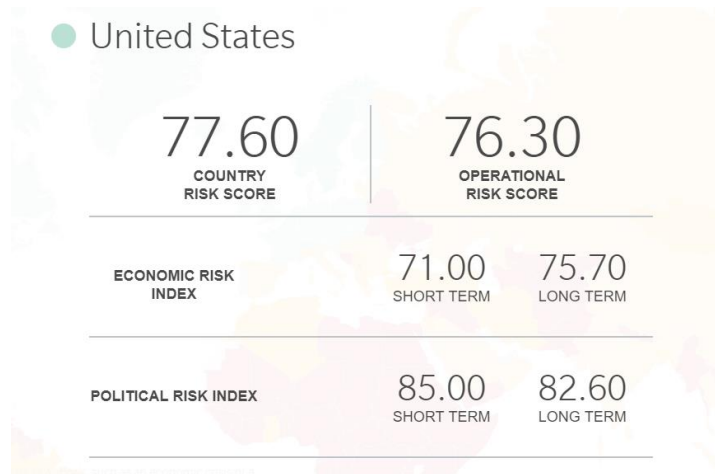 United States
77.60
COUNTRY
RISK SCORE
76.30
OPERATIONAL
RISK SCORE
ECONOMIC RISK
INDEX
71.00
SHORT TERM
75.70
LONG TERM
POLITICAL RISK INDEX
85.00
SHORT TERM
82.60
LONG TERM